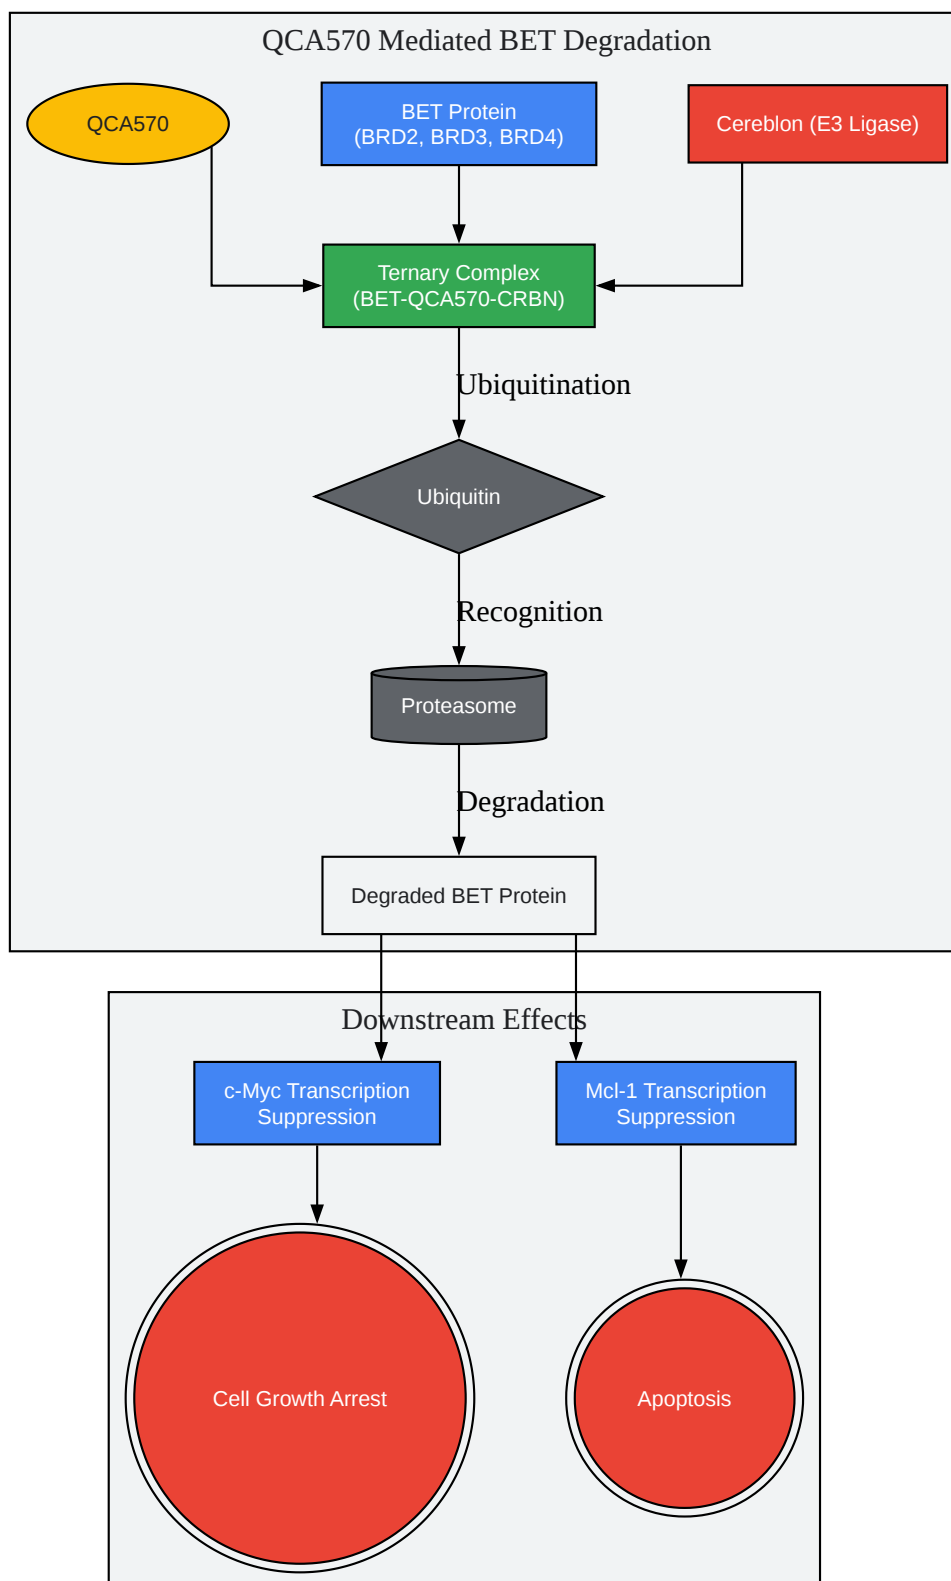 QCA570 Mediated BET Degradation
QCA570
BET Protein
(BRD2, BRD3, BRD4)
Cereblon (E3 Ligase)
Ternary Complex
(BET-QCA570-CRBN)
Ubiquitination
Ubiquitin
Recognition
Proteasome
Degradation
Degraded BET Protein
Downstream Effects
c-Myc Transcription
Suppression
Mcl-1 Transcription
Suppression
Cell Growth Arrest
Apoptosis